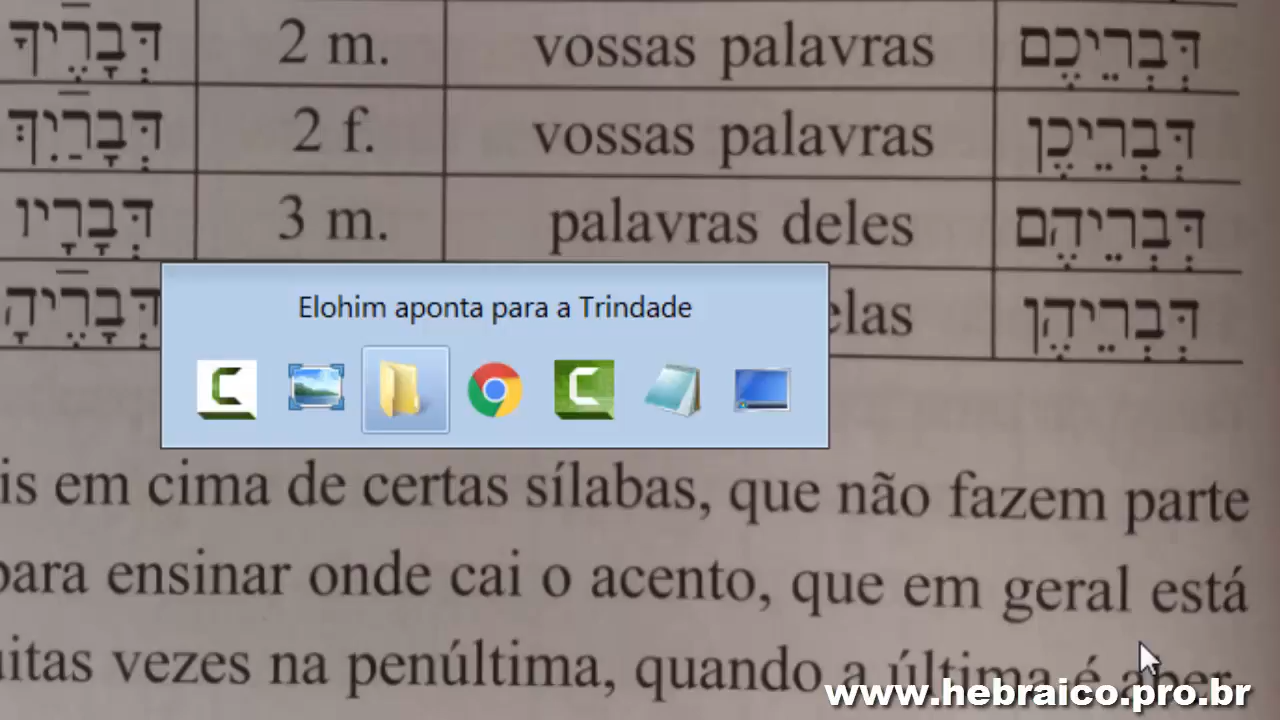 דְּבָרֶיךָ 2 m. vossas palavras דִּבְרֵיכֶם
דְּבָרַיִךְ 2 f. vossas palavras דִּבְרֵיכֶן
דְּבָרָיו 3 m. palavras deles דִּבְרֵיהֶם
דְּבָרֶיהָ elas דִּבְרֵיהֶן
Elohim aponta para a Trindade
is em cima de certas sílabas, que não fazem parte
para ensinar onde cai o acento, que em geral está
uitas vezes na penúltima, quando a última é aber-
www.hebraico.pro.br